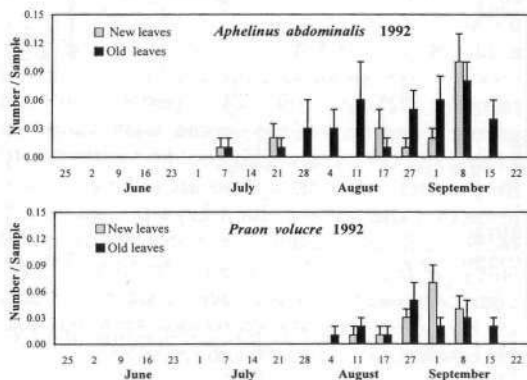 Aphelinus abdominalis 1992
New leaves
Old leaves
Number / Sample
0.15
0.12
0.09
0.06
0.03
0.00
25 2 9 16 23 1 7 14 21 28 4 11 17 27 1 8 15 22
June July August September
Praon volucre 1992
New leaves
Old leaves
Number / Sample
0.15
0.12
0.09
0.06
0.03
0.00
25 2 9 16 23 1 7 14 21 28 4 11 17 27 1 8 15 22
June July August September